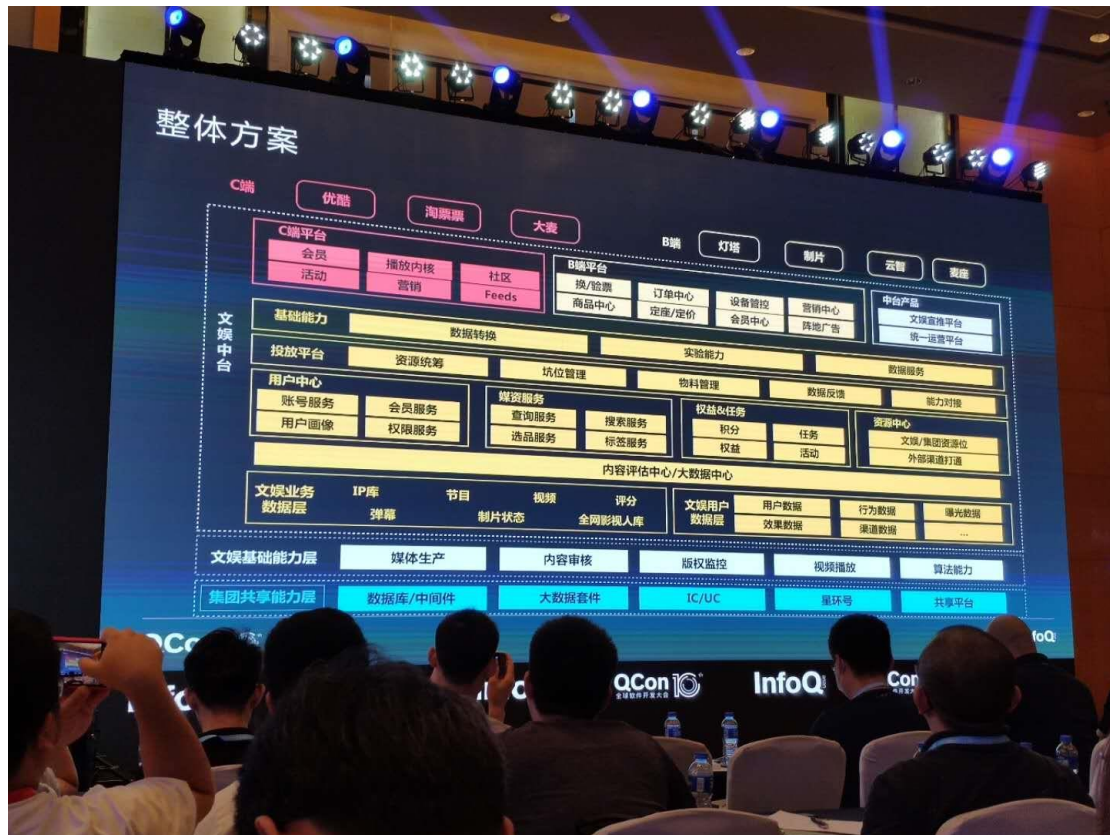 整体方案
C端 优酷 淘票票 大麦
B端 灯塔 制片 云智 麦座
文娱中台
C端平台
会员 播放内核 社区
活动 营销 Feeds
B端平台
换/验票 订单中心 设备管控 营销中心
商品中心 定座/定价 会员中心 阵地广告
中台产品
文娱宣推平台
统一运营平台
基础能力 数据转换 实验能力 数据服务
投放平台 资源统筹 坑位管理 物料管理 数据反馈 能力对接
用户中心
账号服务 会员服务
用户画像 权限服务
媒资服务
查询服务 搜索服务
选品服务 标签服务
权益&任务
积分 任务
权益 活动
资源中心
文娱/集团资源位
外部渠道打通
内容评估中心/大数据中心
文娱业务
数据层
IP库 节目 视频 评分
弹幕 制片状态 全网影视人库
文娱用户
数据层
用户数据 行为数据 曝光数据
效果数据 渠道数据 ...
文娱基础能力层 媒体生产 内容审核 版权监控 视频播放 算法能力
集团共享能力层 数据库/中间件 大数据套件 IC/UC 星环号 共享平台
QCon
QCon 10
全球软件开发大会
InfoQ